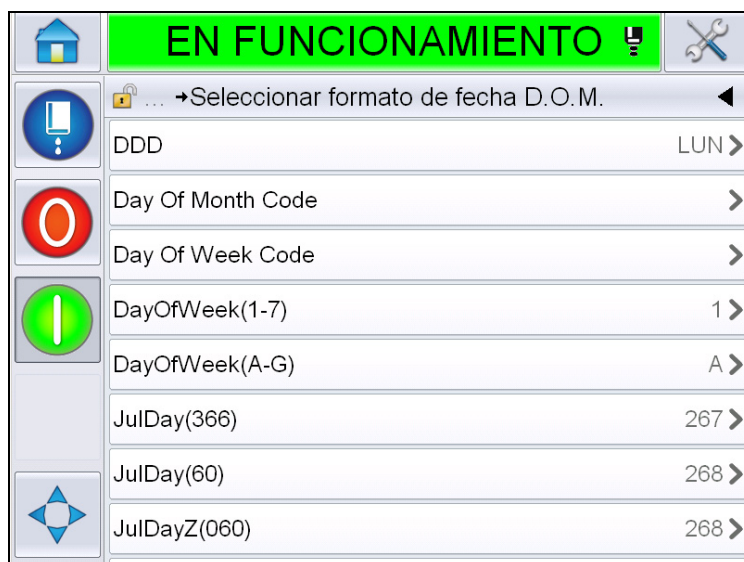 EN FUNCIONAMIENTO
... →Seleccionar formato de fecha D.O.M.
DDD LUN
Day Of Month Code
Day Of Week Code
DayOfWeek(1-7) 1
DayOfWeek(A-G) A
JulDay(366) 267
JulDay(60) 268
JulDayZ(060) 268